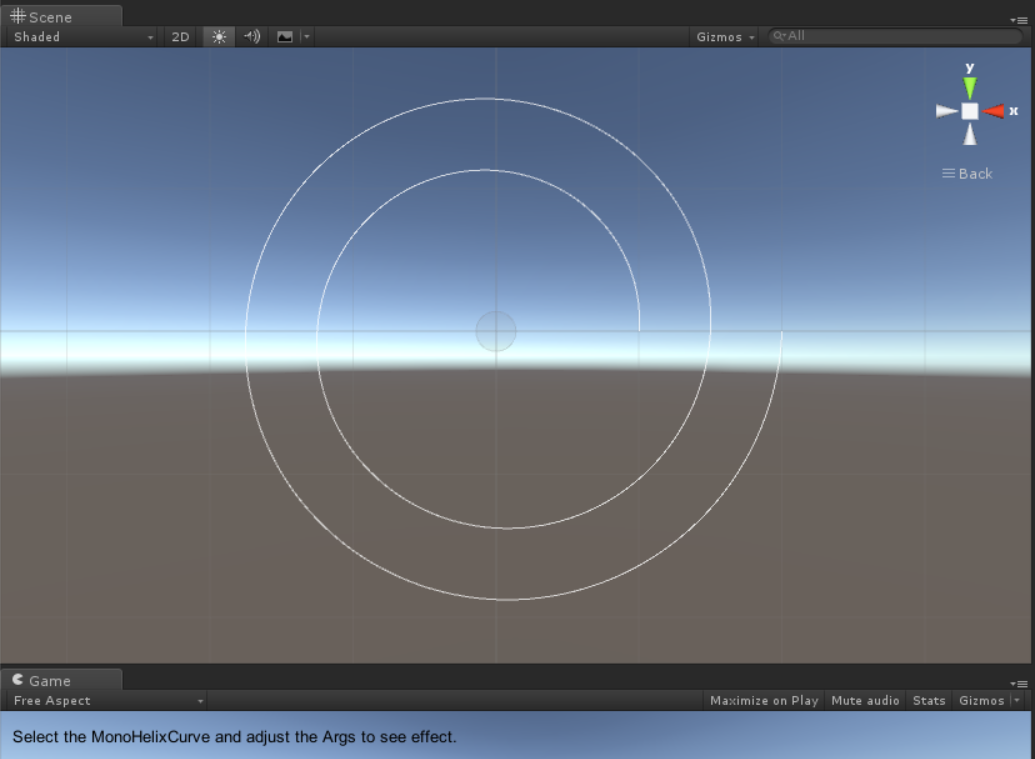 Scene
Shaded 2D Gizmos All
y
x
Back
Game
Free Aspect Maximize on Play Mute audio Stats Gizmos
Select the MonoHelixCurve and adjust the Args to see effect.